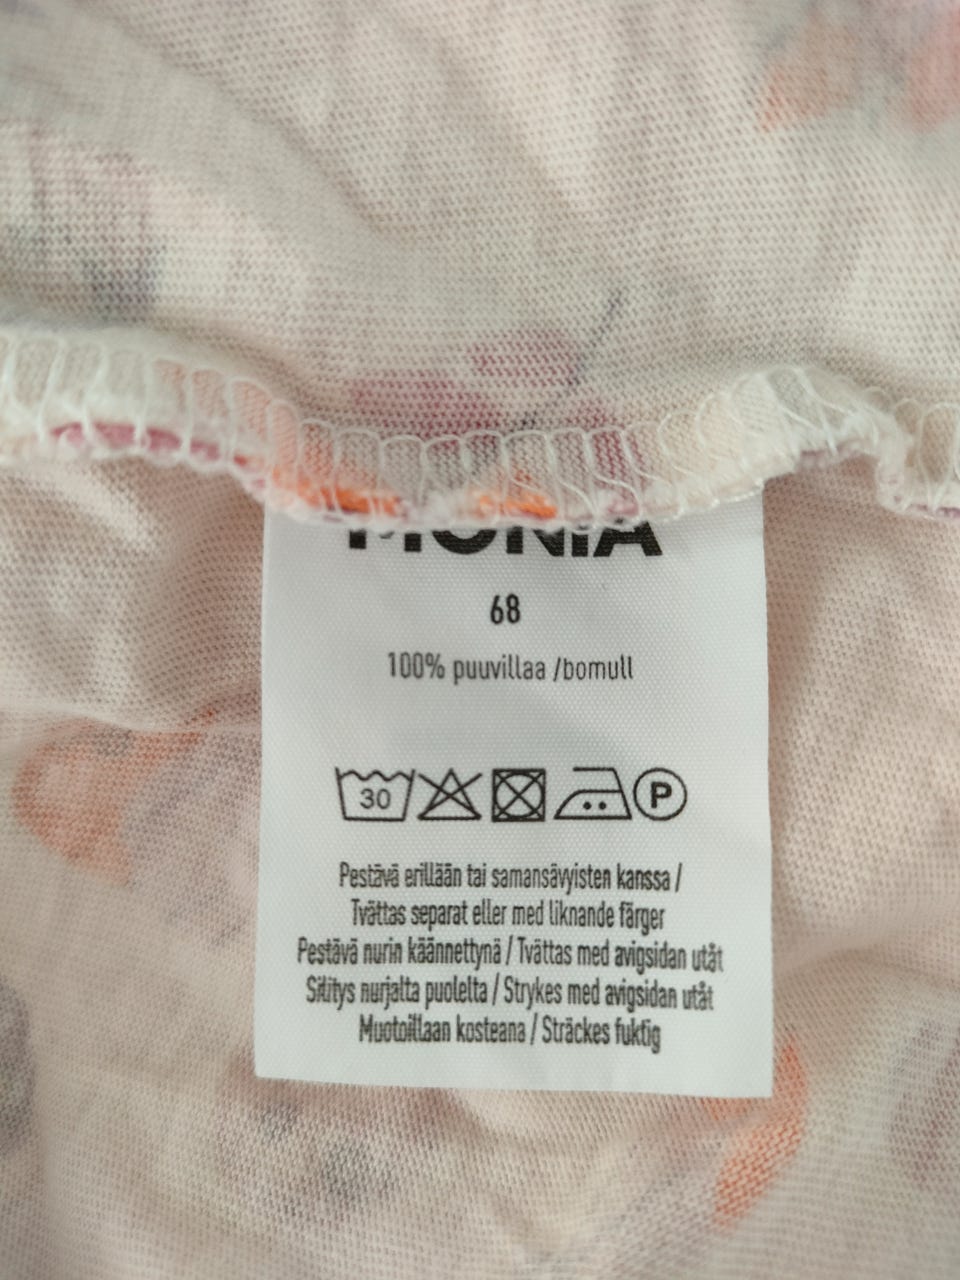 68
100% puuvillaa /bomull
30
P
Pestävä erillään tai samansävyisten kanssa /
Tvättas separat eller med liknande färger
Pestävä nurin käännettynä / Tvättas med avigsidan utåt
Silitys nurjalta puolelta / Strykes med avigsidan utåt
Muotoillaan kosteana / Sträckes fuktig